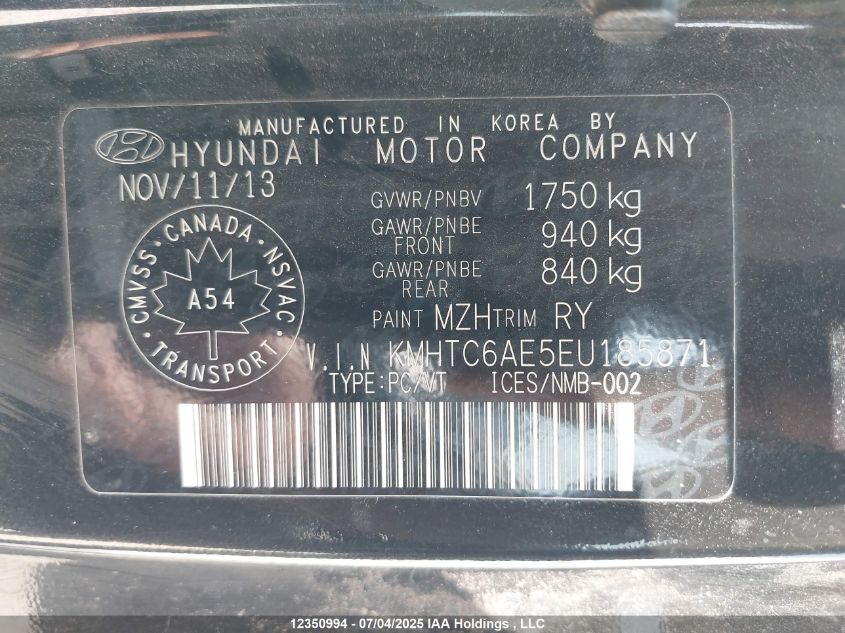 MANUFACTURED IN KOREA BY
HYUNDAI MOTOR COMPANY
NOV/11/13
GVWR/PNBV 1750 kg
GAWR/PNBE FRONT 940 kg
GAWR/PNBE REAR 840 kg
CANADA
CMVSS
NSVAC
A54
TRANSPORT
PAINT MZH TRIM RY
V.I.N KMHTC6AE5EU185871
TYPE:PC/VT ICES/NMB-002
12350994 - 07/04/2025 IAA Holdings , LLC